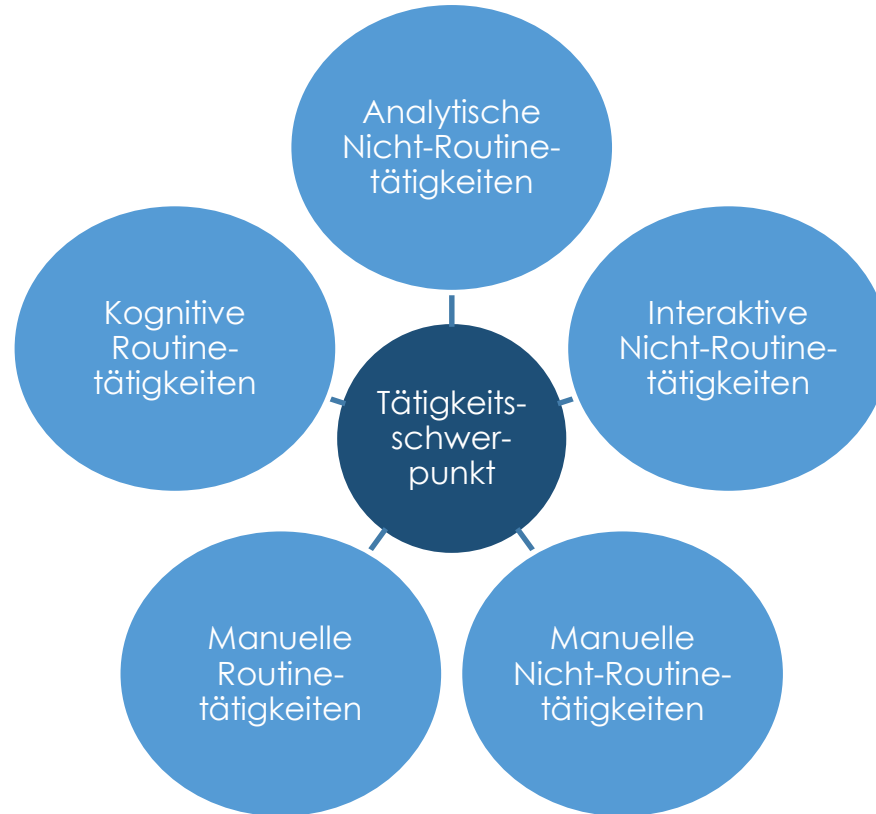 Analytische
Nicht-Routine-
tätigkeiten
Kognitive
Routine-
tätigkeiten
Interaktive
Nicht-Routine-
tätigkeiten
Tätigkeits-
schwer-
punkt
Manuelle
Routine-
tätigkeiten
Manuelle
Nicht-Routine-
tätigkeiten